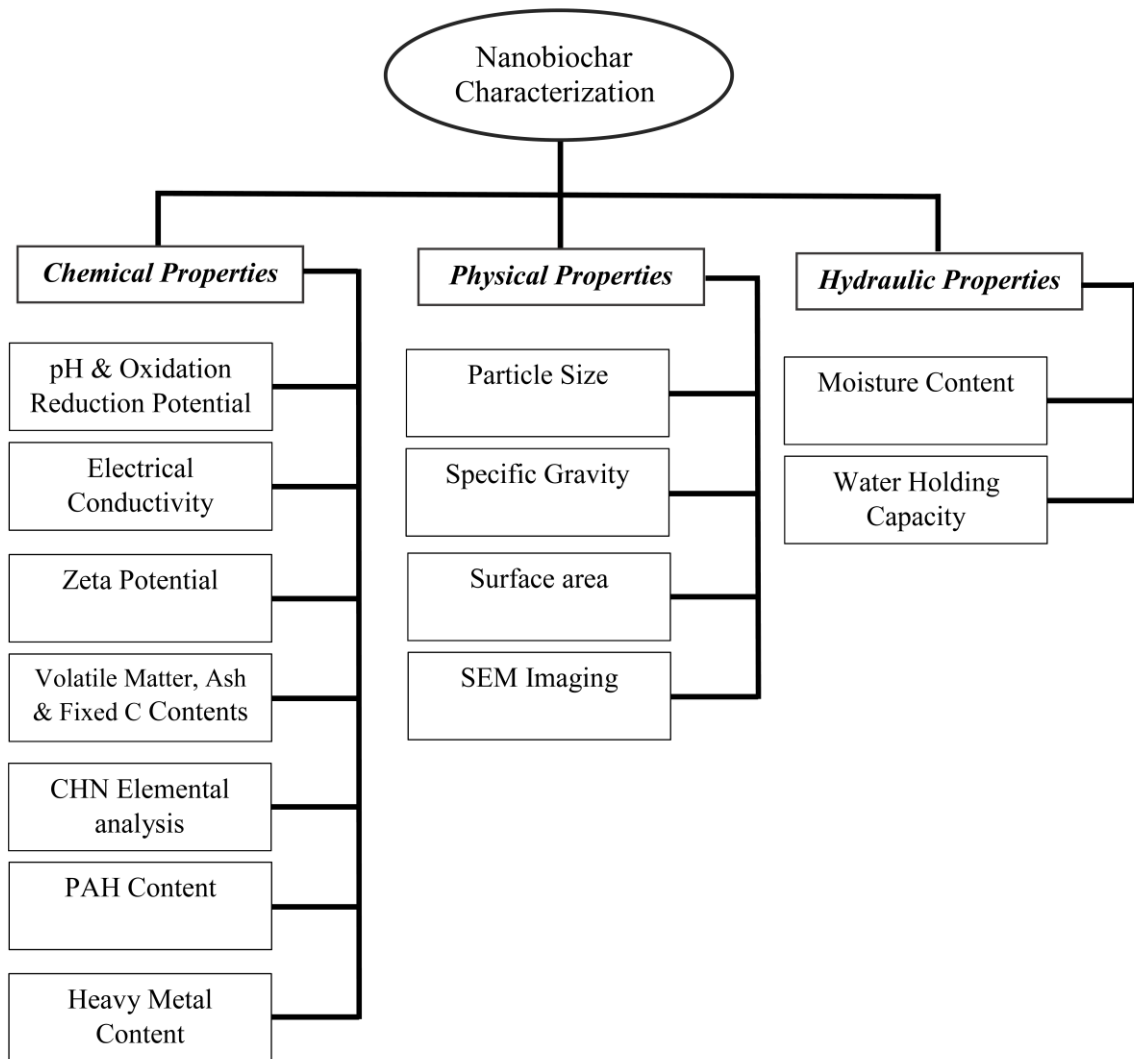 Nanobiochar
Characterization
Chemical Properties
pH & Oxidation
Reduction Potential
Electrical
Conductivity
Zeta Potential
Volatile Matter, Ash
& Fixed C Contents
CHN Elemental
analysis
PAH Content
Heavy Metal
Content
Physical Properties
Particle Size
Specific Gravity
Surface area
SEM Imaging
Hydraulic Properties
Moisture Content
Water Holding
Capacity